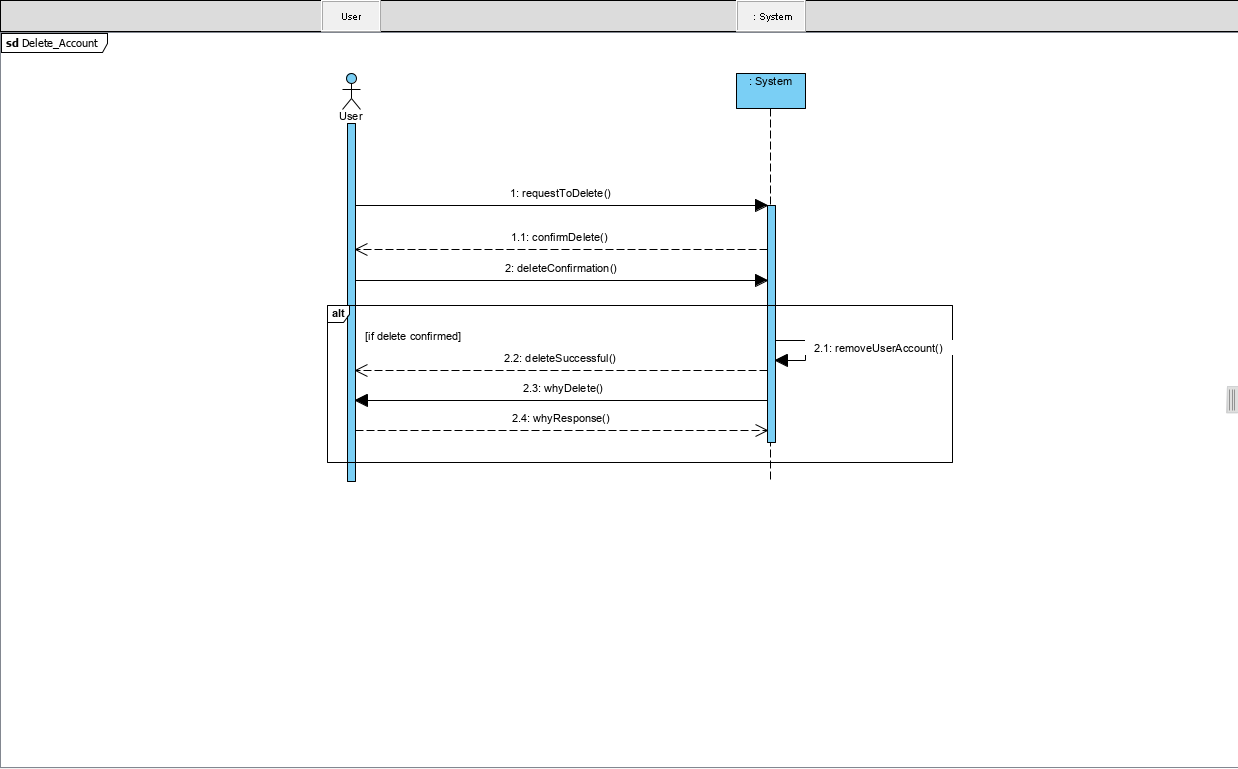 User
: System
sd Delete_Account
: System
User
1: requestToDelete()
1.1: confirmDelete()
2: deleteConfirmation()
alt
[if delete confirmed]
2.1: removeUserAccount()
2.2: deleteSuccessful()
2.3: whyDelete()
2.4: whyResponse()